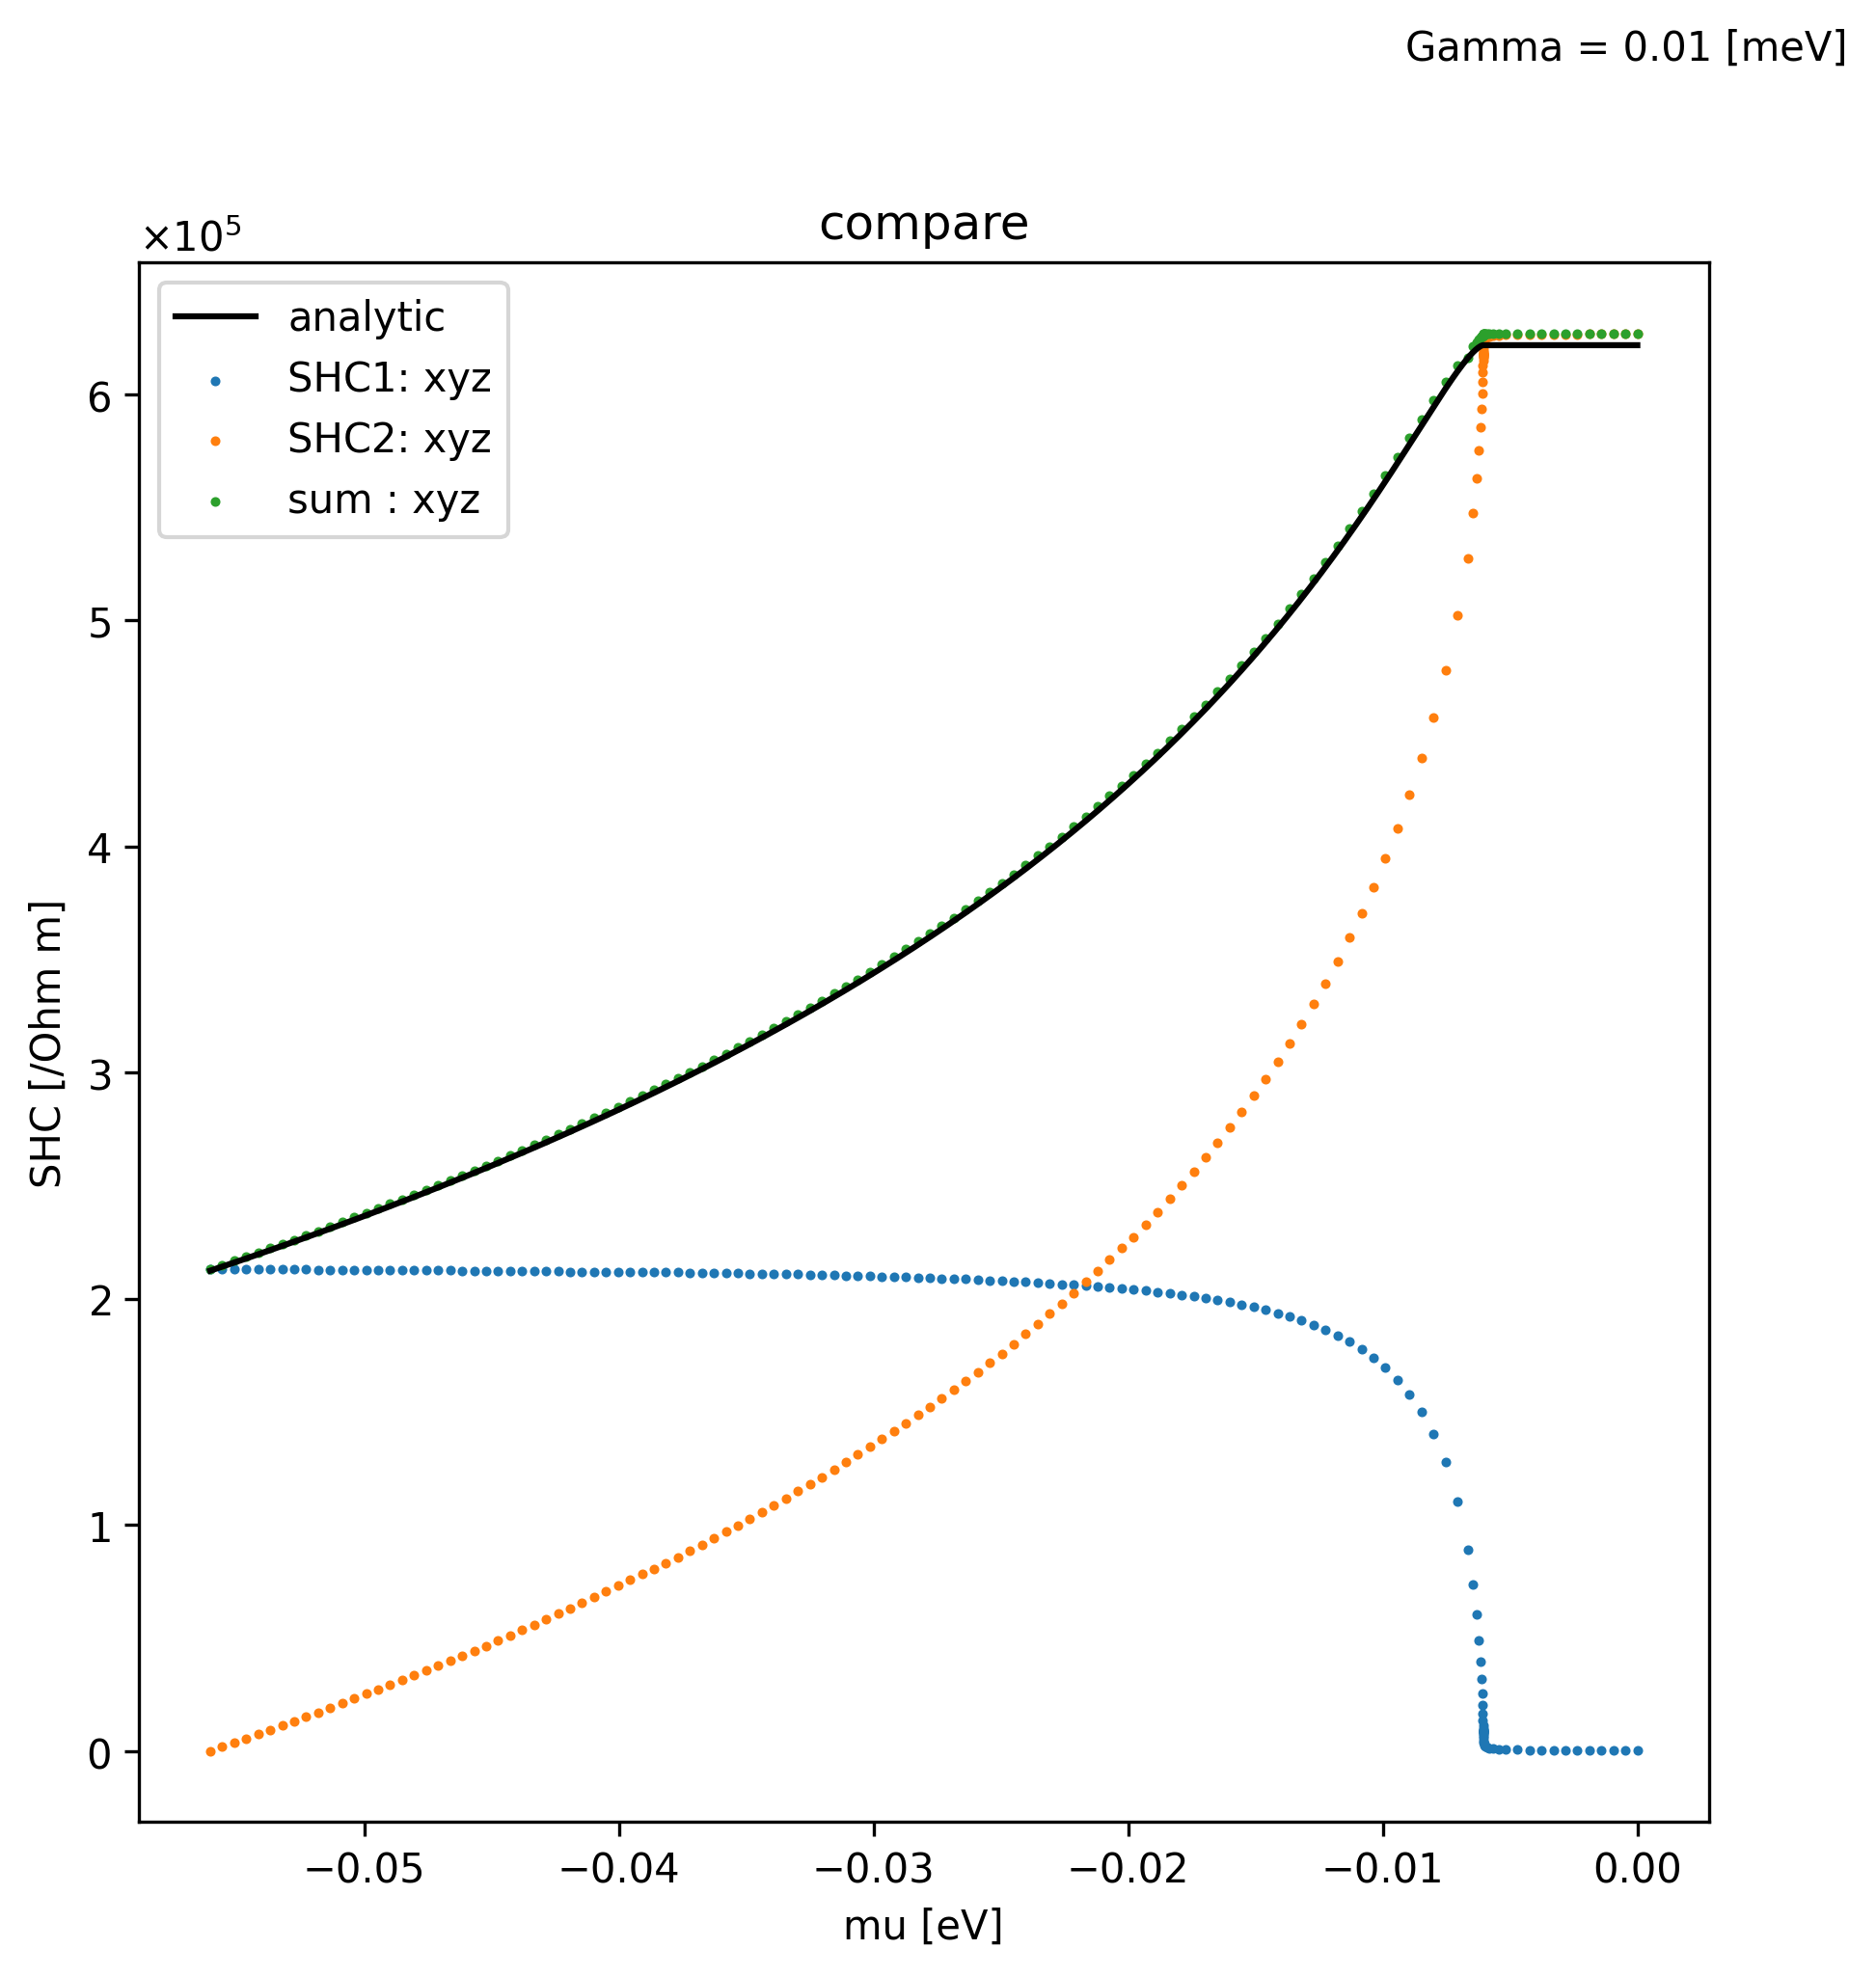 Gamma = 0.01 [meV]
compare
×10⁵
analytic
SHC1: xyz
SHC2: xyz
sum : xyz
6
5
4
3
2
1
0
SHC [/Ohm m]
−0.05 −0.04 −0.03 −0.02 −0.01 0.00
mu [eV]